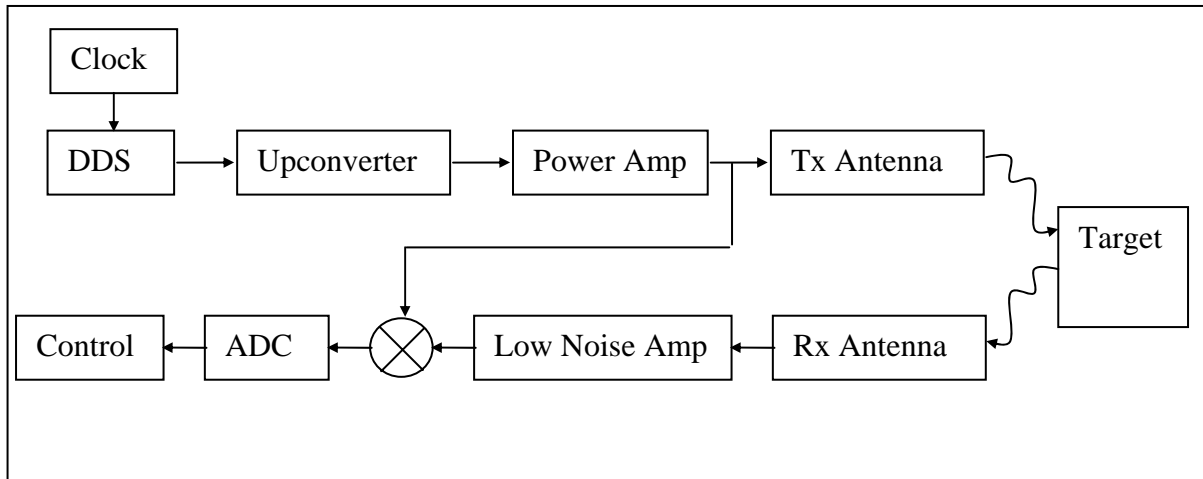 Clock
DDS
Upconverter
Power Amp
Tx Antenna
Target
Control
ADC
Low Noise Amp
Rx Antenna